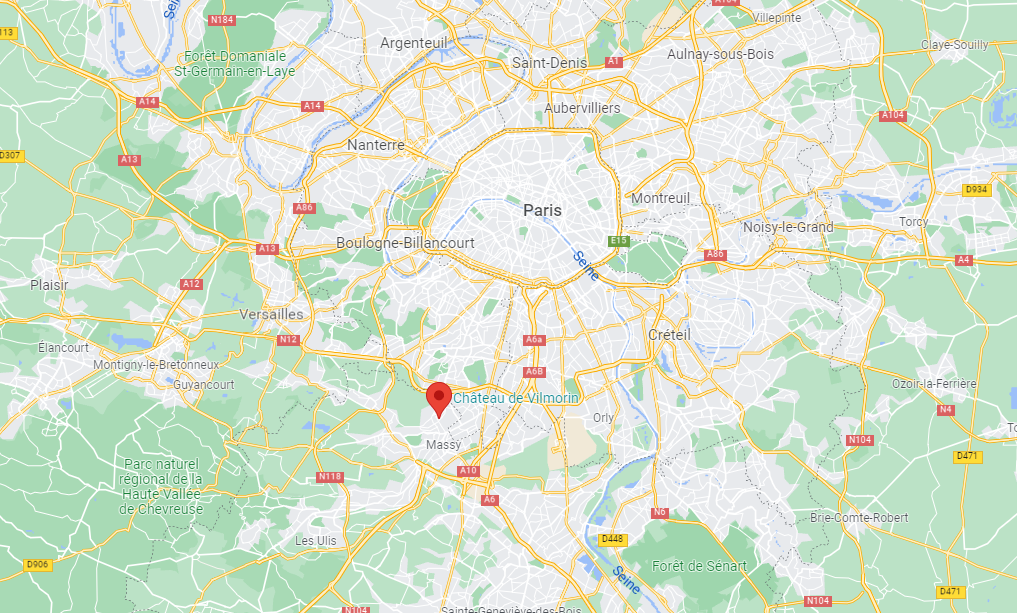 Sei
N184
A104
Villepinte
113
Argenteuil
Claye-Souilly
Forêt Domaniale
St-Germain-en-Laye
Saint-Denis
A1
Aulnay-sous-Bois
A14
A14
Aubervilliers
A104
Nanterre
D307
A13
D934
Montreuil
Paris
A86
Torcy
Noisy-le-Grand
Boulogne-Billancourt
E15
A13
A86
A4
Seine
Plaisir
A12
Versailles
Créteil
N12
A6a
Élancourt
Montigny-le-Bretonneux
A6B
Guyancourt
Ozoir-la-Ferrière
Château de Vilmorin
N4
Orly
To
Massy
N104
D471
Parc naturel
régional de la
Haute Vallée
de Chevreuse
A10
N118
A6
N6
Brie-Comte-Robert
Les Ulis
D448
D906
Forêt de Sénart
Seine
D471
N104
N104
Sainte-Geneviève-des-Bois